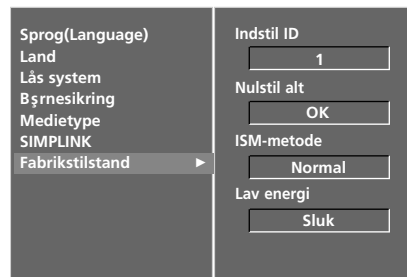 Sprog(Language)
Land
Lås system
Bşrnesikring
Medietype
SIMPLINK
Fabrikstilstand ►
Indstil ID
1
Nulstil alt
OK
ISM-metode
Normal
Lav energi
Sluk